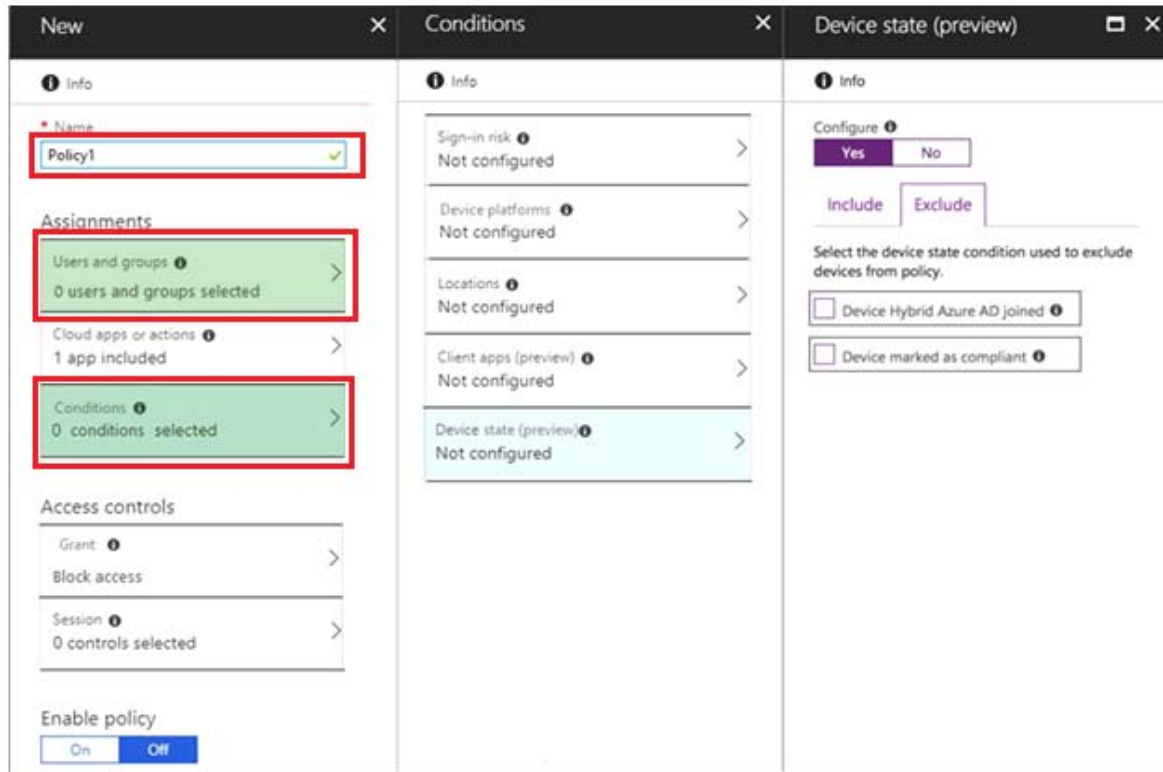 New
Info
* Name
Policy1
Assignments
Users and groups
0 users and groups selected
Cloud apps or actions
1 app included
Conditions
0 conditions selected
Access controls
Grant
Block access
Session
0 controls selected
Enable policy
On Off
Conditions
Info
Sign-in risk
Not configured
Device platforms
Not configured
Locations
Not configured
Client apps (preview)
Not configured
Device state (preview)
Not configured
Device state (preview)
Info
Configure
Yes No
Include Exclude
Select the device state condition used to exclude
devices from policy.
Device Hybrid Azure AD joined
Device marked as compliant